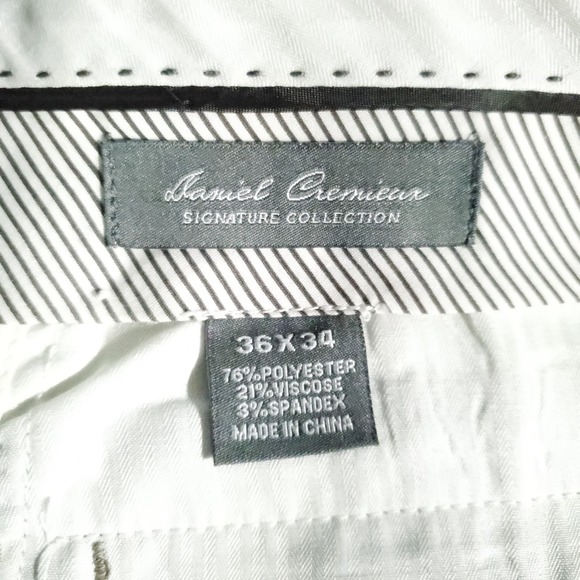 Daniel Cremieux
SIGNATURE COLLECTION
36X34
76%POLYESTER
21%VISCOSE
3%SPANDEX
MADE IN CHINA